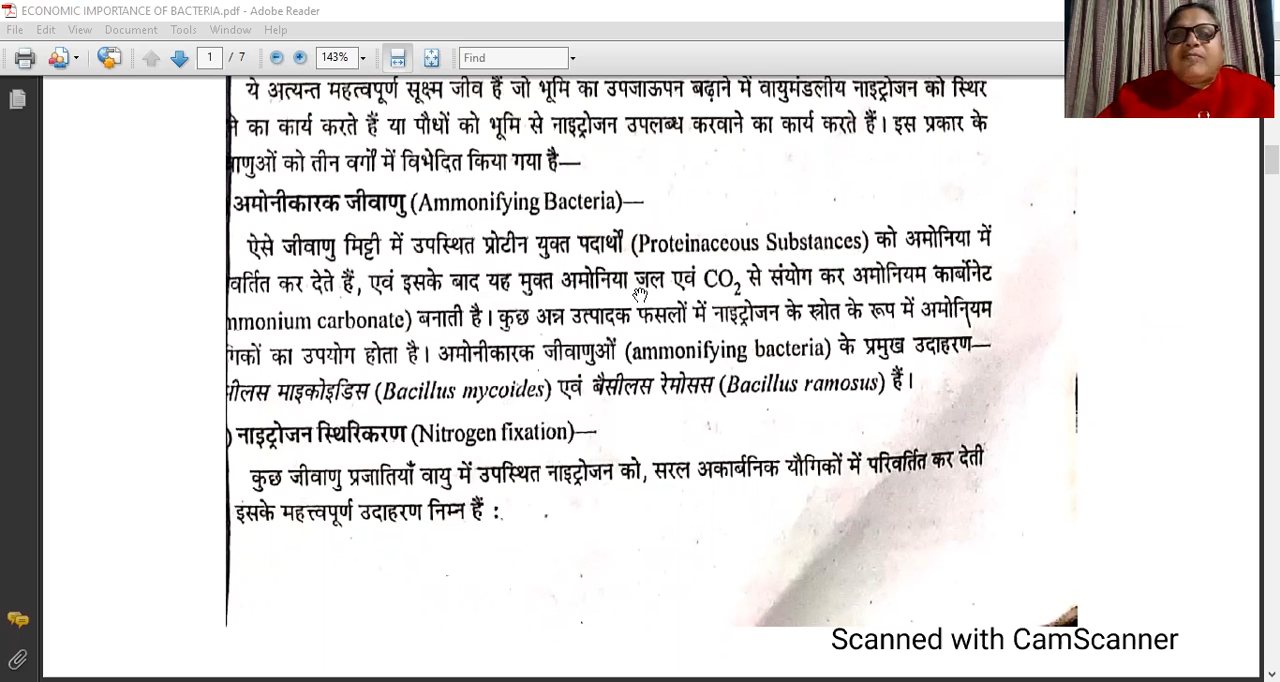 ECONOMIC IMPORTANCE OF BACTERIA.pdf - Adobe Reader
File Edit View Document Tools Window Help
1 / 7 143% Find
ये अत्यन्त महत्वपूर्ण सूक्ष्म जीव हैं जो भूमि का उपजाऊपन बढ़ाने में वायुमंडलीय नाइट्रोजन को स्थिर
का कार्य करते हैं या पौधों को भूमि से नाइट्रोजन उपलब्ध करवाने का कार्य करते हैं। इस प्रकार के
को तीन वर्गों में विभेदित किया गया है—
अमोनीकारक जीवाणु (Ammonifying Bacteria)—
ऐसे जीवाणु मिट्टी में उपस्थित प्रोटीन युक्त पदार्थों (Proteinaceous Substances) को अमोनिया में
कर देते हैं, एवं इसके बाद यह मुक्त अमोनिया जल एवं CO₂ से संयोग कर अमोनियम कार्बोनेट
carbonate) बनाती है। कुछ अन्न उत्पादक फसलों में नाइट्रोजन के स्रोत के रूप में अमोनियम
का उपयोग होता है। अमोनीकारक जीवाणुओं (ammonifying bacteria) के प्रमुख उदाहरण—
माइकोइडिस (Bacillus mycoides) एवं बैसीलस रेमोसस (Bacillus ramosus) हैं।
) नाइट्रोजन स्थिरिकरण (Nitrogen fixation)—
कुछ जीवाणु प्रजातियाँ वायु में उपस्थित नाइट्रोजन को, सरल अकार्बनिक यौगिकों में परिवर्तित कर देती
इसके महत्त्वपूर्ण उदाहरण निम्न हैं :
Scanned with CamScanner